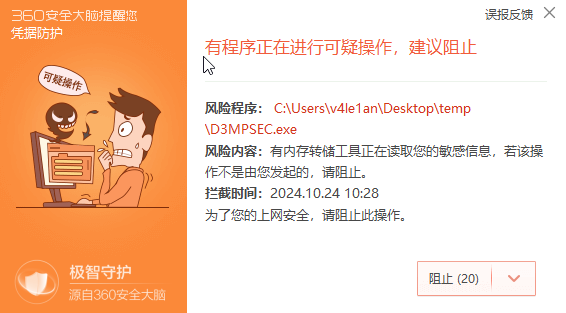 360安全大脑提醒您
凭据防护
可疑操作
极智守护
源自360安全大脑
误报反馈
有程序正在进行可疑操作，建议阻止
风险程序： C:\Users\v4le1an\Desktop\temp
\D3MPSEC.exe
风险内容：有内存转储工具正在读取您的敏感信息，若该操
作不是由您发起的，请阻止。
拦截时间：2024.10.24 10:28
为了您的上网安全，请阻止此操作。
阻止 (20)